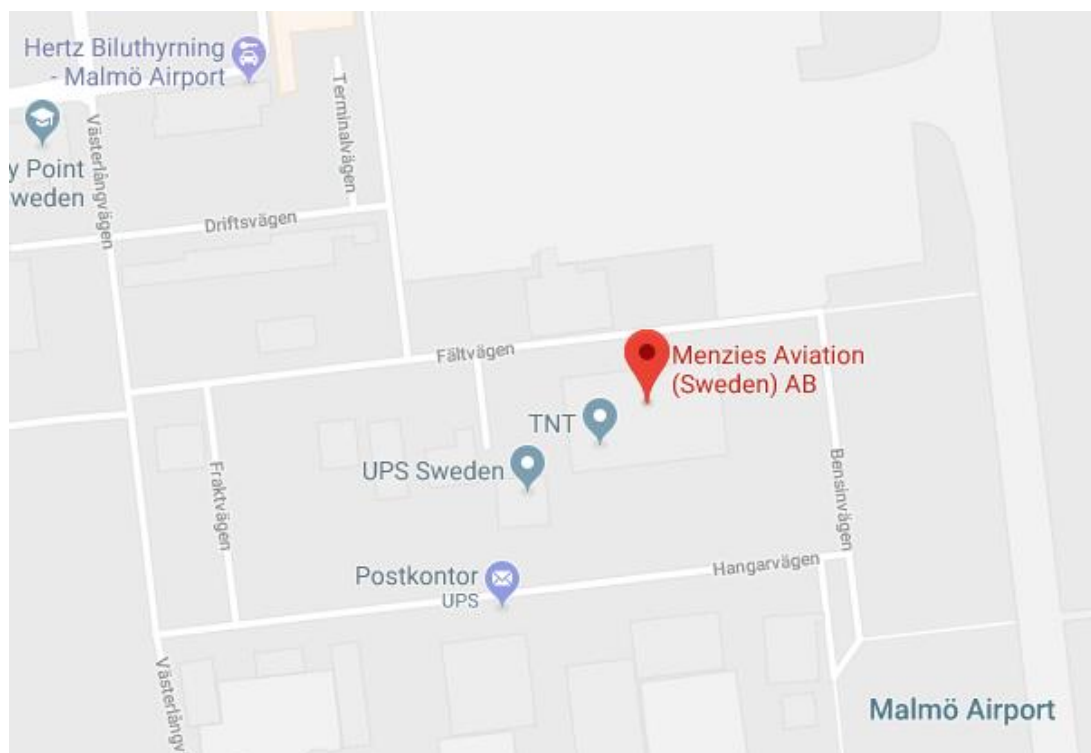 Hertz Biluthyrning
- Malmö Airport
Terminalvägen
Västerlångvägen
y Point
weden
Driftsvägen
Fältvägen
Menzies Aviation
(Sweden) AB
TNT
UPS Sweden
Fraktvägen
Bensinvägen
Hangarvägen
Postkontor
UPS
Västerlångv
Malmö Airport